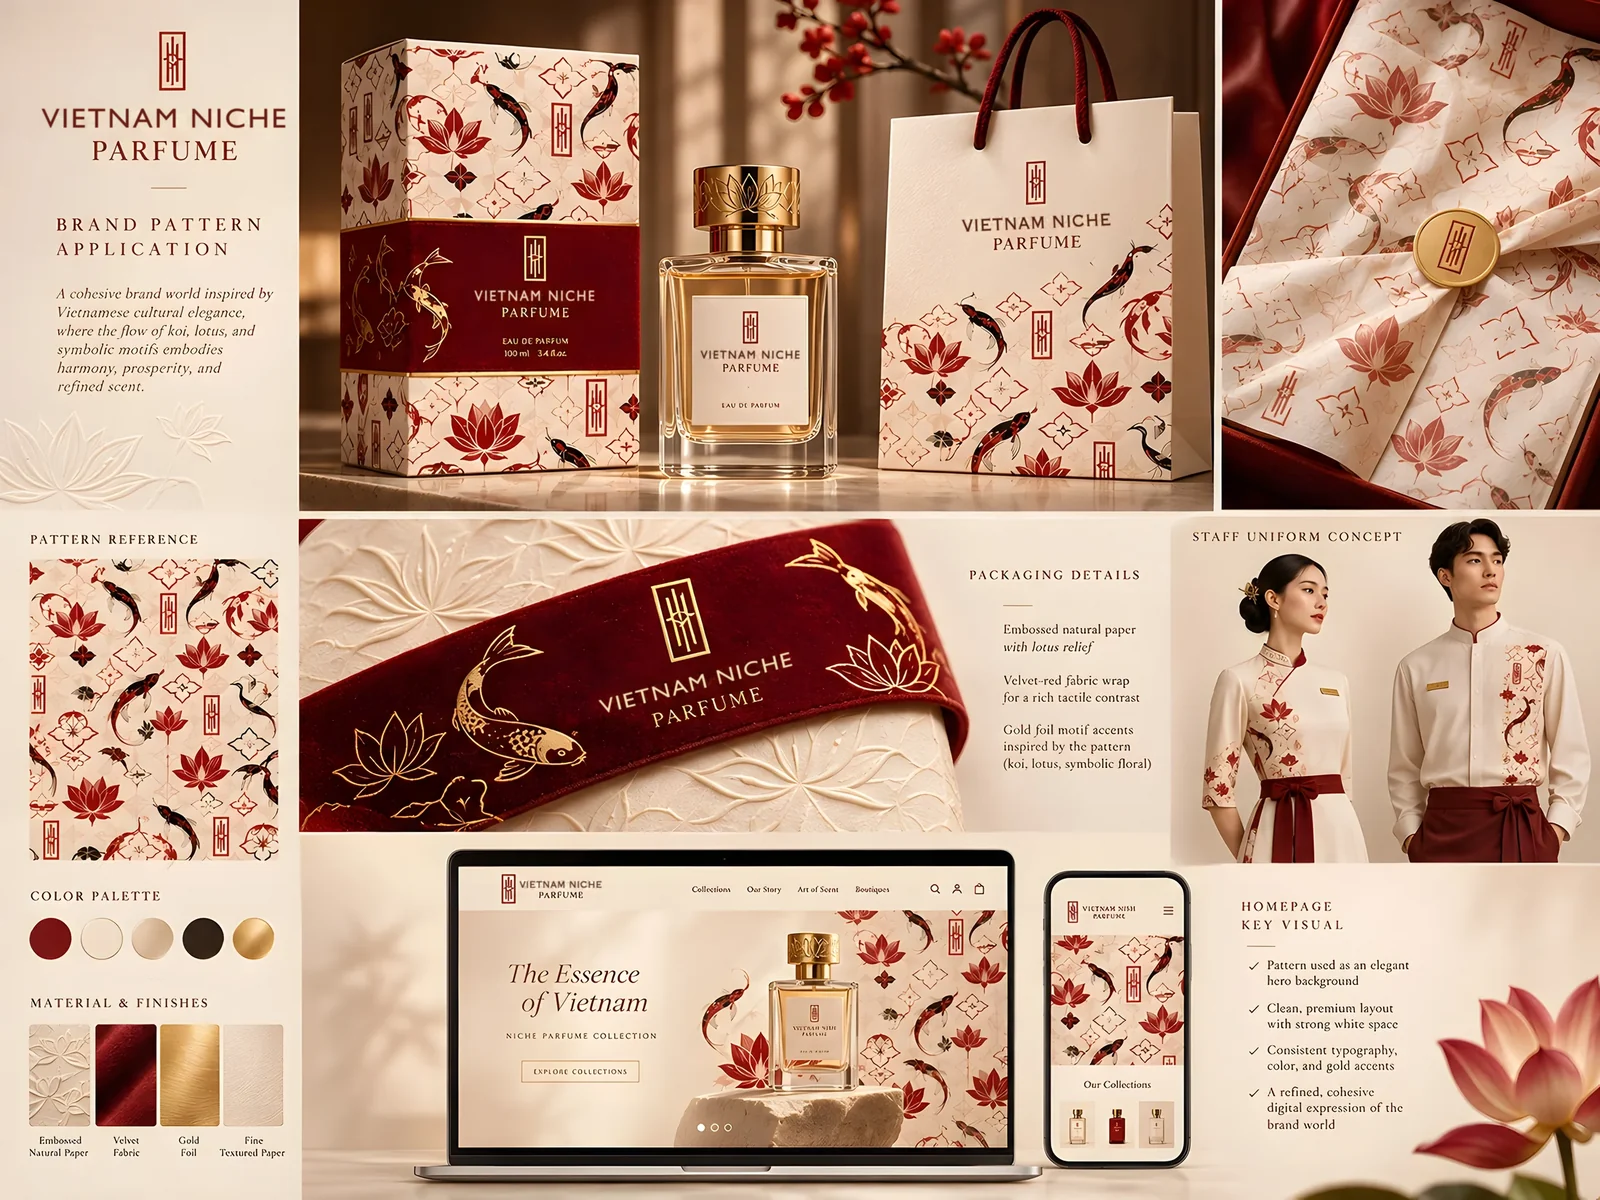 VIETNAM NICHE
PARFUME
BRAND PATTERN
APPLICATION
A cohesive brand world inspired by
Vietnamese cultural elegance,
where the flow of koi, lotus, and
symbolic motifs embodies
harmony, prosperity, and
refined scent.
VIETNAM NICHE
PARFUME
EAU DE PARFUM
100 ml 3.4 fl.oz.
VIETNAM NICHE
PARFUME
EAU DE PARFUM
VIETNAM NICHE
PARFUME
PATTERN REFERENCE
COLOR PALETTE
MATERIAL & FINISHES
Embossed
Natural Paper
Velvet
Fabric
Gold
Foil
Fine
Textured Paper
VIETNAM NICHE
PARFUME
PACKAGING DETAILS
Embossed natural paper
with lotus relief
Velvet-red fabric wrap
for a rich tactile contrast
Gold foil motif accents
inspired by the pattern
(koi, lotus, symbolic floral)
STAFF UNIFORM CONCEPT
VIETNAM NICHE
PARFUME
Collections
Our Story
Art of Scent
Boutiques
The Essence
of Vietnam
NICHE PARFUME COLLECTION
EXPLORE COLLECTIONS
VIETNAM NISH
PARFUME
Our Collections
HOMEPAGE
KEY VISUAL
Pattern used as an elegant
hero background
Clean, premium layout
with strong white space
Consistent typography,
color, and gold accents
A refined, cohesive
digital expression of the
brand world